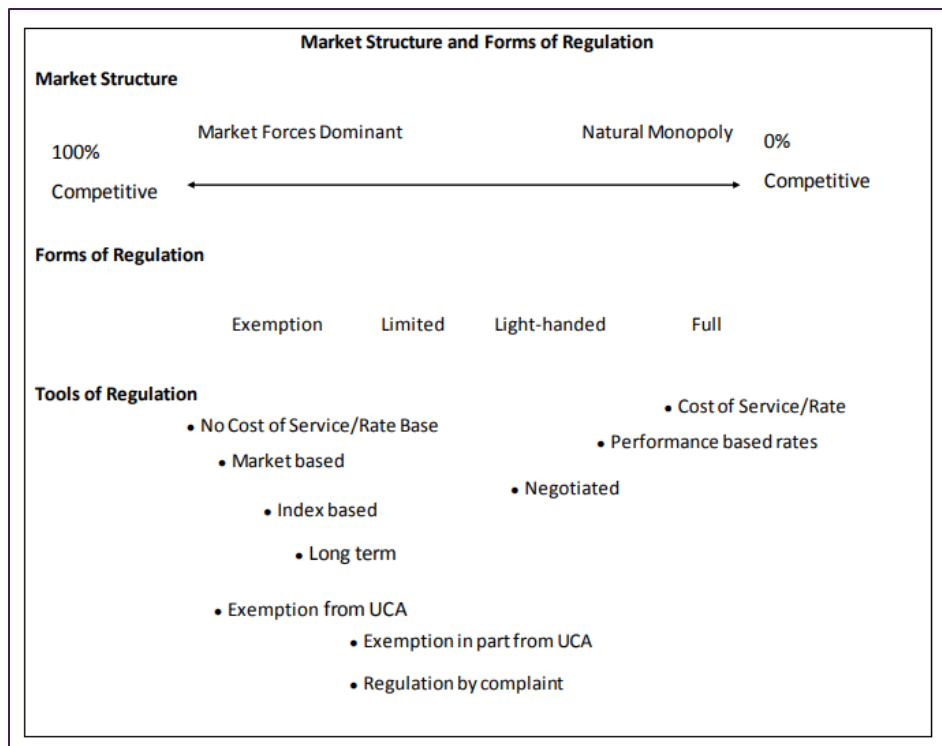 Market Structure and Forms of Regulation
Market Structure
Market Forces Dominant
Natural Monopoly
100%
Competitive
0%
Competitive
Forms of Regulation
Exemption Limited Light-handed Full
Tools of Regulation
• Cost of Service/Rate
• No Cost of Service/Rate Base
• Performance based rates
• Market based
• Negotiated
• Index based
• Long term
• Exemption from UCA
• Exemption in part from UCA
• Regulation by complaint